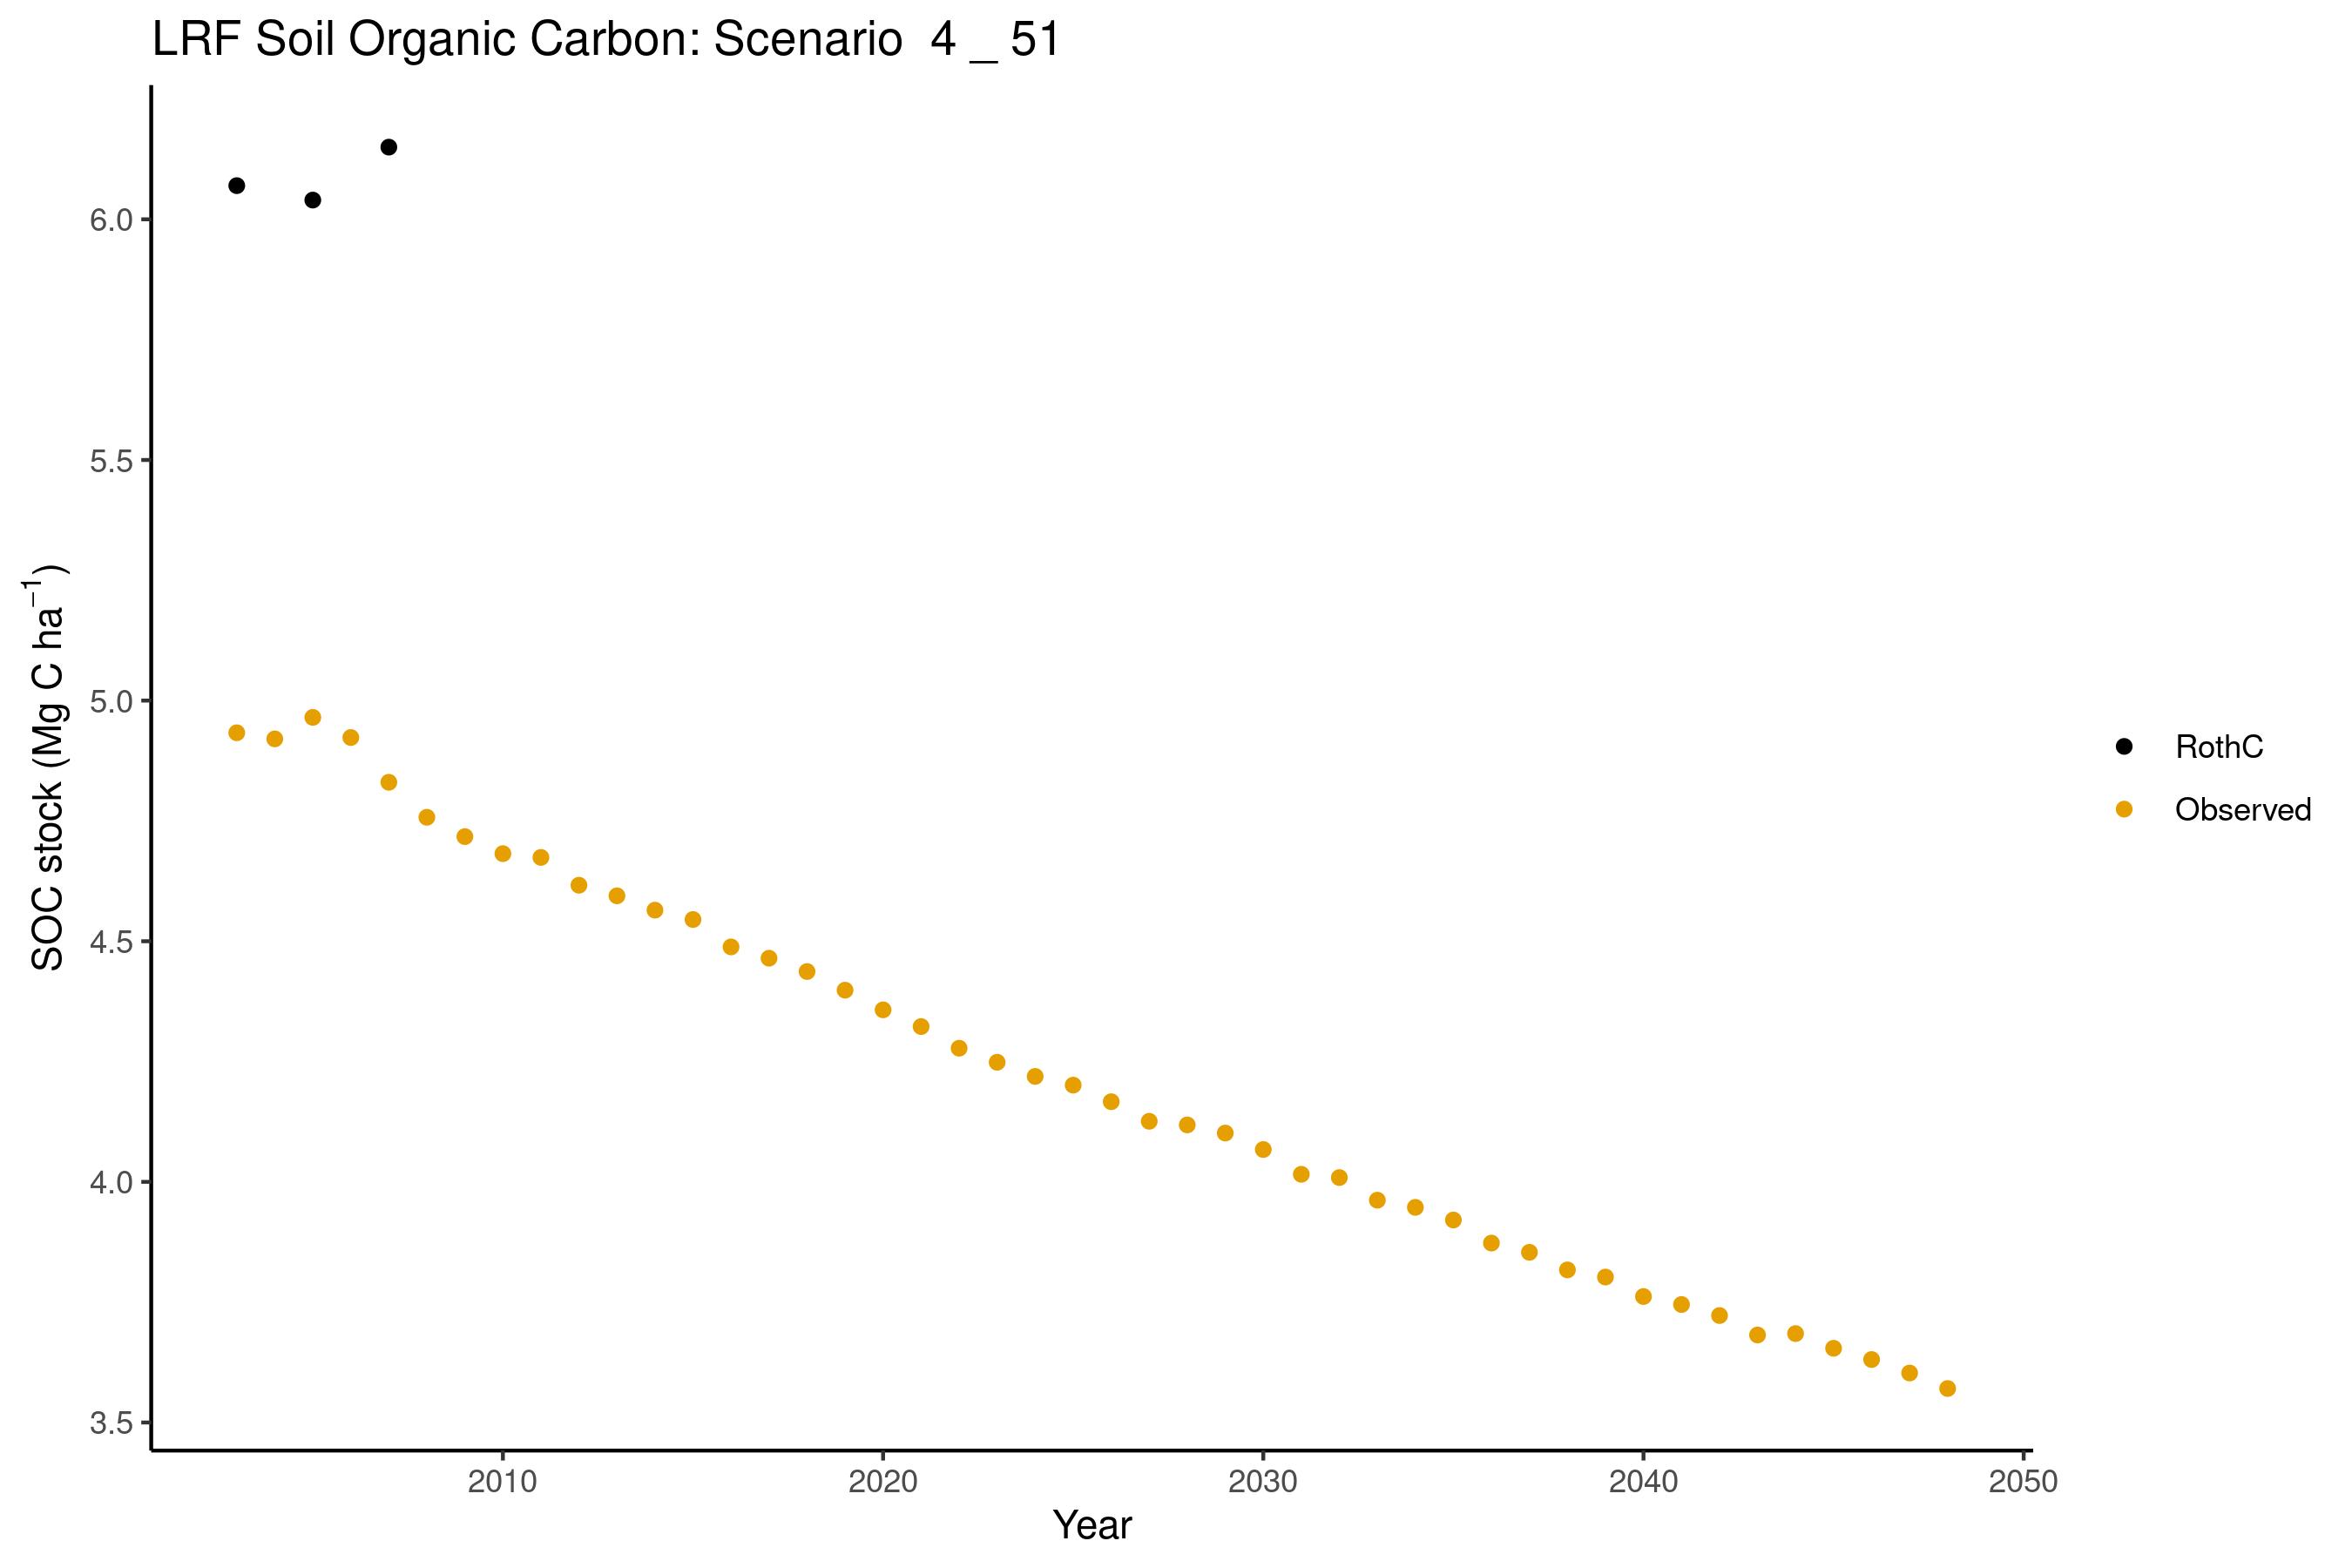 LRF Soil Organic Carbon: Scenario  4 _ 51
SOC stock (Mg C ha⁻¹)
6.0
5.5
5.0
4.5
4.0
3.5
2010
2020
2030
2040
2050
Year
RothC
Observed